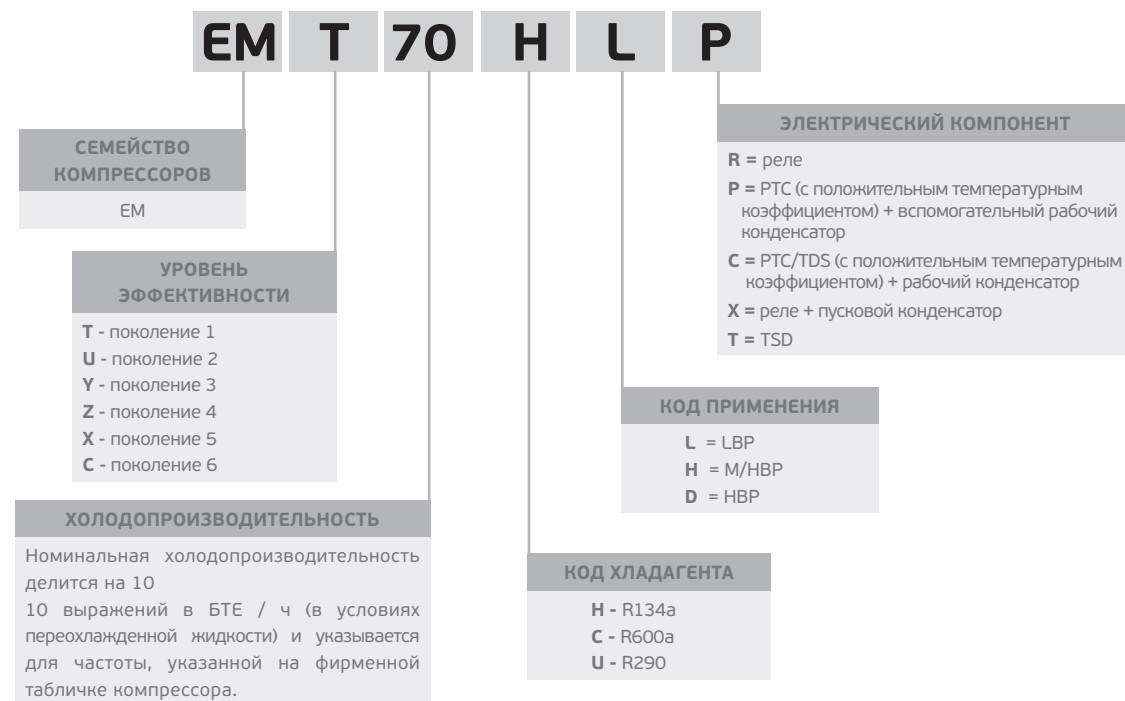 EM T 70 H L P
СЕМЕЙСТВО
КОМПРЕССОРОВ
EM
УРОВЕНЬ
ЭФФЕКТИВНОСТИ
T - поколение 1
U - поколение 2
Y - поколение 3
Z - поколение 4
X - поколение 5
C - поколение 6
ХОЛОДОПРОИЗВОДИТЕЛЬНОСТЬ
Номинальная холодопроизводительность
делится на 10
10 выражений в БТЕ / ч (в условиях
переохлажденной жидкости) и указывается
для частоты, указанной на фирменной
табличке компрессора.
КОД ХЛАДАГЕНТА
H - R134a
C - R600a
U - R290
КОД ПРИМЕНЕНИЯ
L = LBP
H = M/HBP
D = HBP
ЭЛЕКТРИЧЕСКИЙ КОМПОНЕНТ
R = реле
P = PTC (с положительным температурным
коэффициентом) + вспомогательный рабочий
конденсатор
C = PTC/TDS (с положительным температурным
коэффициентом) + рабочий конденсатор
X = реле + пусковой конденсатор
T = TSD